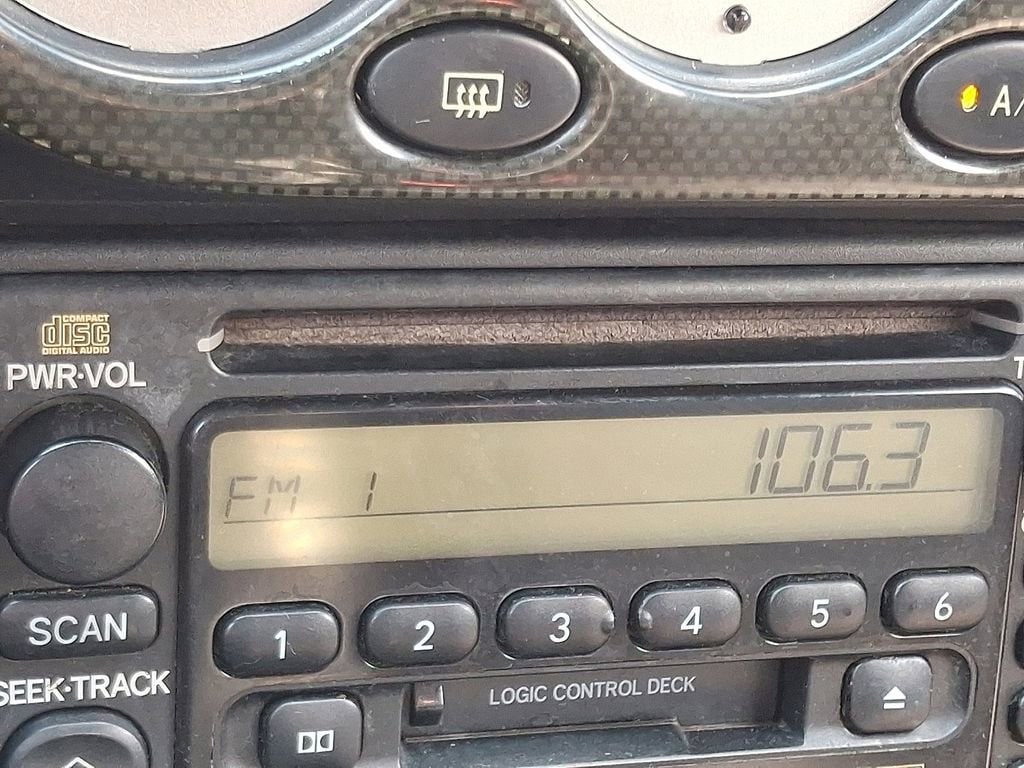 A/
COMPACT
disc
DIGITAL AUDIO
PWR·VOL
T
FM 1 106.3
SCAN
1 2 3 4 5 6
SEEK·TRACK
LOGIC CONTROL DECK